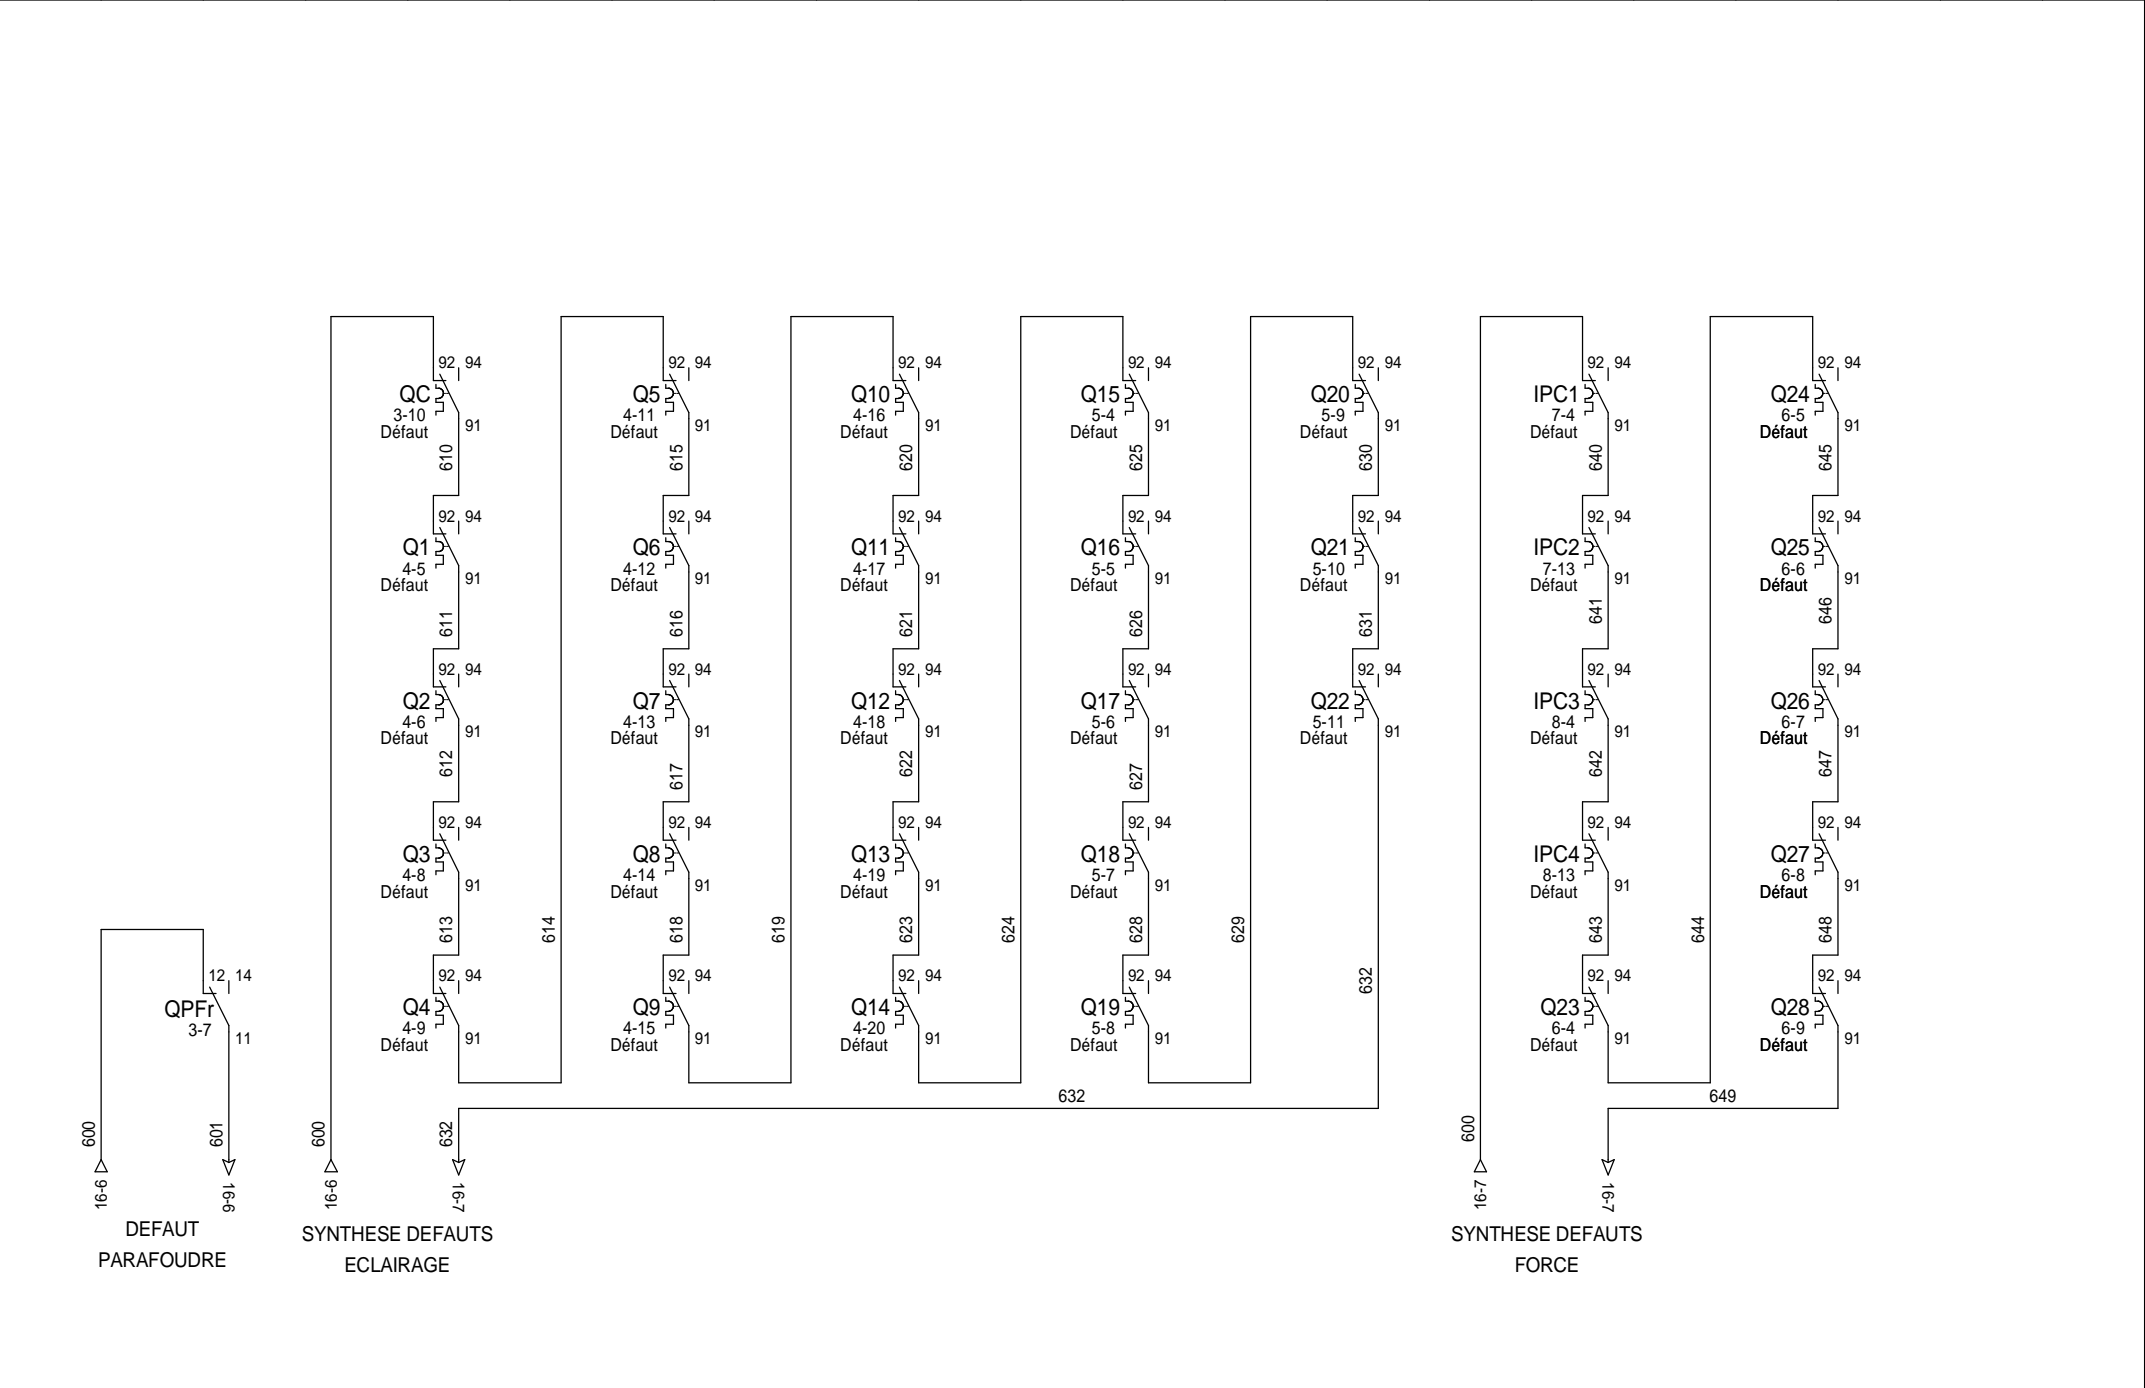 92 94
QC
3-10
Défaut
91
610
92 94
Q1
4-5
Défaut
91
611
92 94
Q2
4-6
Défaut
91
612
92 94
Q3
4-8
Défaut
91
613
92 94
Q4
4-9
Défaut
91
614
92 94
Q5
4-11
Défaut
91
615
92 94
Q6
4-12
Défaut
91
616
92 94
Q7
4-13
Défaut
91
617
92 94
Q8
4-14
Défaut
91
618
92 94
Q9
4-15
Défaut
91
619
92 94
Q10
4-16
Défaut
91
620
92 94
Q11
4-17
Défaut
91
621
92 94
Q12
4-18
Défaut
91
622
92 94
Q13
4-19
Défaut
91
623
92 94
Q14
4-20
Défaut
91
624
92 94
Q15
5-4
Défaut
91
625
92 94
Q16
5-5
Défaut
91
626
92 94
Q17
5-6
Défaut
91
627
92 94
Q18
5-7
Défaut
91
628
92 94
Q19
5-8
Défaut
91
629
92 94
Q20
5-9
Défaut
91
630
92 94
Q21
5-10
Défaut
91
631
92 94
Q22
5-11
Défaut
91
632
632
92 94
IPC1
7-4
Défaut
91
640
92 94
IPC2
7-13
Défaut
91
641
92 94
IPC3
8-4
Défaut
91
642
92 94
IPC4
8-13
Défaut
91
643
92 94
Q23
6-4
Défaut
91
644
92 94
Q24
6-5
Défaut
91
645
92 94
Q25
6-6
Défaut
91
646
92 94
Q26
6-7
Défaut
91
647
92 94
Q27
6-8
Défaut
91
648
92 94
Q28
6-9
Défaut
91
649
12 14
QPFr
3-7
11
600
601
16-6
16-6
DEFAUT
PARAFOUDRE
600
632
16-6
16-7
SYNTHESE DEFAUTS
ECLAIRAGE
600
16-7
16-7
SYNTHESE DEFAUTS
FORCE